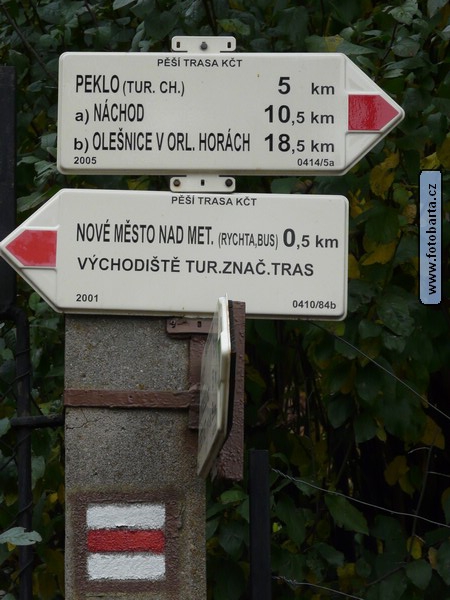 PĚŠÍ TRASA KČT
PEKLO (TUR. CH.) 5 km
a) NÁCHOD 10,5 km
b) OLEŠNICE V ORL. HORÁCH 18,5 km
2005 0414/5a
PĚŠÍ TRASA KČT
NOVÉ MĚSTO NAD MET. (RYCHTA,BUS) 0,5 km
VÝCHODIŠTĚ TUR.ZNAČ.TRAS
2001 0410/84b
www.fotobarta.cz